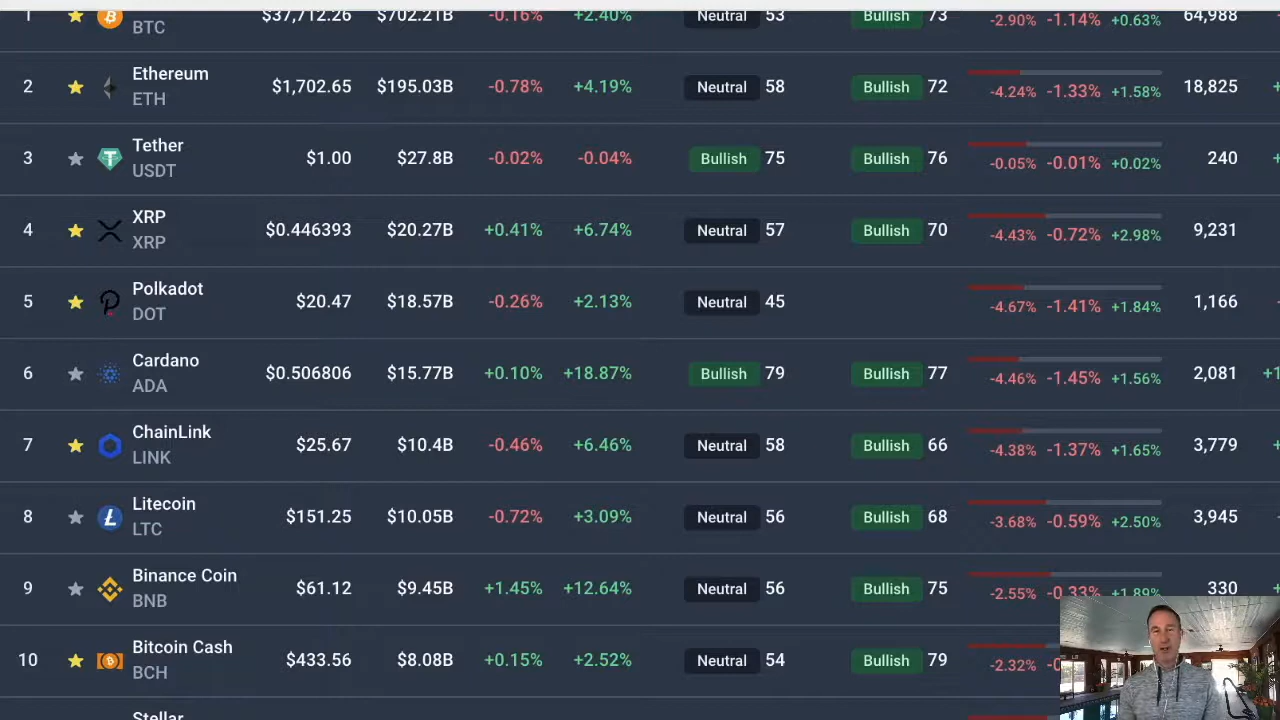 1 $37,712.26 $702.21B -0.16% +2.40% Neutral 53 Bullish 73 -2.90% -1.14% +0.63% 64,988
BTC
2 Ethereum $1,702.65 $195.03B -0.78% +4.19% Neutral 58 Bullish 72 -4.24% -1.33% +1.58% 18,825
ETH
3 Tether $1.00 $27.8B -0.02% -0.04% Bullish 75 Bullish 76 -0.05% -0.01% +0.02% 240
USDT
4 XRP $0.446393 $20.27B +0.41% +6.74% Neutral 57 Bullish 70 -4.43% -0.72% +2.98% 9,231
XRP
5 Polkadot $20.47 $18.57B -0.26% +2.13% Neutral 45 -4.67% -1.41% +1.84% 1,166
DOT
6 Cardano $0.506806 $15.77B +0.10% +18.87% Bullish 79 Bullish 77 -4.46% -1.45% +1.56% 2,081
ADA
7 ChainLink $25.67 $10.4B -0.46% +6.46% Neutral 58 Bullish 66 -4.38% -1.37% +1.65% 3,779
LINK
8 Litecoin $151.25 $10.05B -0.72% +3.09% Neutral 56 Bullish 68 -3.68% -0.59% +2.50% 3,945
LTC
9 Binance Coin $61.12 $9.45B +1.45% +12.64% Neutral 56 Bullish 75 -2.55% -0.33% +1.89% 330
BNB
10 Bitcoin Cash $433.56 $8.08B +0.15% +2.52% Neutral 54 Bullish 79 -2.32%
BCH
Stellar